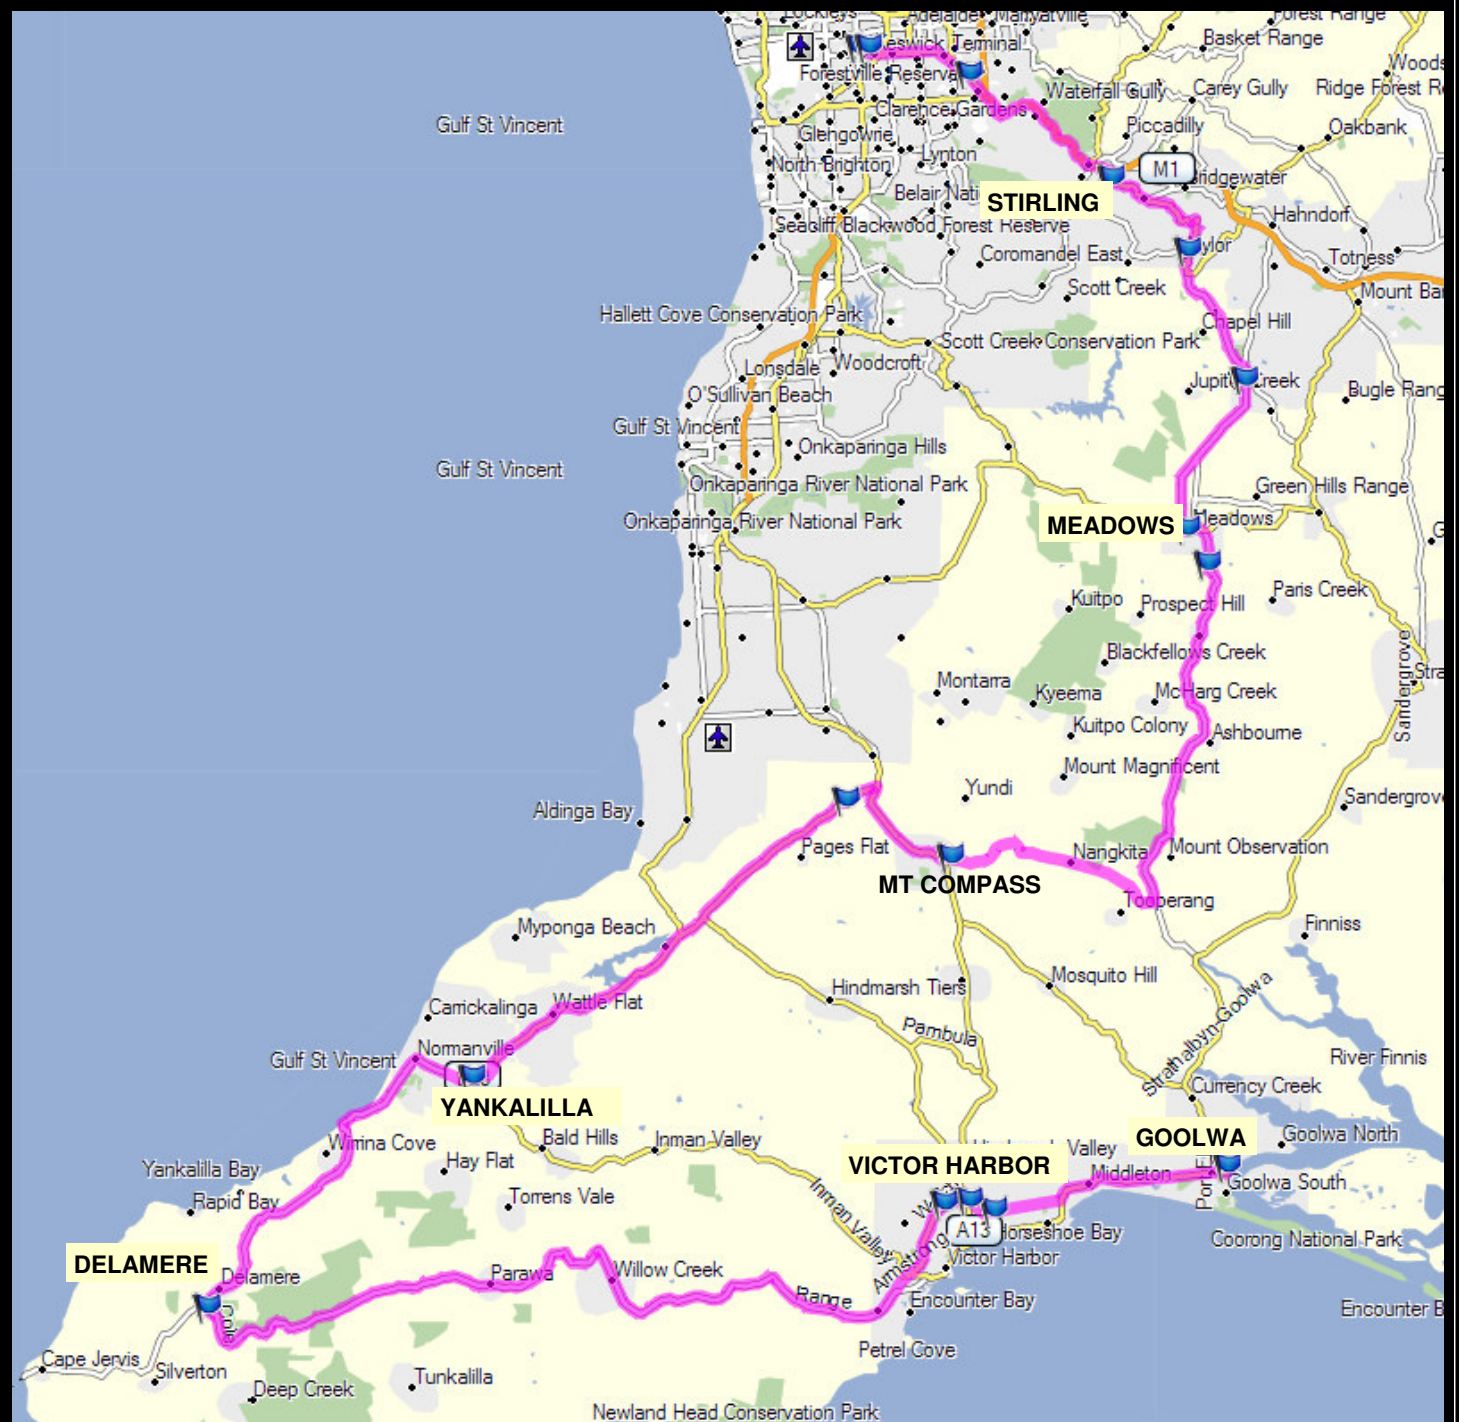 Lockleys
Adelaide
Marryatville
Forest Range
Keswick Terminal
Basket Range
Forestville Reserve
Waterfall Gully
Carey Gully
Ridge Forest
Clarence Gardens
Gulf St Vincent
Piccadilly
Oakbank
Glengowrie
Lynton
North Brighton
M1
Bridgewater
Belair
STIRLING
Hahndorf
Seacliff
Blackwood Forest Reserve
ylor
Coromandel East
Totness
Scott Creek
Mount Bar
Hallett Cove Conservation Park
Chapel Hill
Scott Creek Conservation Park
Lonsdale
Woodcroft
Jupiter Creek
Bugle Rang
O'Sullivan Beach
Gulf St Vincent
Onkaparinga Hills
Gulf St Vincent
Onkaparinga River National Park
Green Hills Range
Onkaparinga River National Park
MEADOWS
Meadows
Kuitpo
Prospect Hill
Paris Creek
Blackfellows Creek
Sandergrove
Stra
Montarra
Kyeema
McHarg Creek
Kuitpo Colony
Ashbourne
Mount Magnificent
Yundi
Sandergrove
Aldinga Bay
Pages Flat
Nangkita
Mount Observation
MT COMPASS
Tooperang
Myponga Beach
Finniss
Hindmarsh Tiers
Mosquito Hill
Carrickalinga
Wattle Flat
Pambula
Strathalbyn-Goolwa
Normanville
Gulf St Vincent
River Finnis
Currency Creek
YANKALILLA
GOOLWA
Goolwa North
Wirrina Cove
Bald Hills
Inman Valley
Valley
VICTOR HARBOR
Hay Flat
Yankalilla Bay
Middleton
Rapid Bay
Torrens Vale
Inman Valley
Goolwa South
A13
Horseshoe Bay
Coorong National Park
Armstrong
Victor Harbor
DELAMERE
Delamere
Parawa
Willow Creek
Range
Encounter Bay
Encounter B
Petrel Cove
Cape Jervis
Silverton
Tunkalilla
Deep Creek
Newland Head Conservation Park